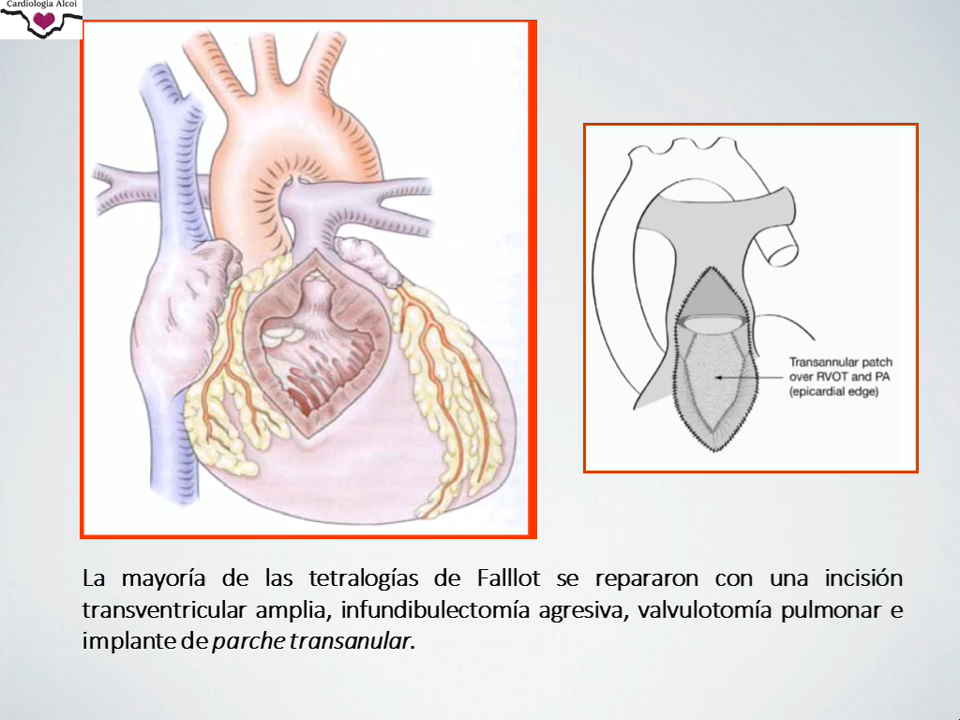 Cardiología Alcoi
Transannular patch
over RVOT and PA
(epicardial edge)
La mayoría de las tetralogías de Falllot se repararon con una incisión
transventricular amplia, infundibulectomía agresiva, valvulotomía pulmonar e
implante de parche transanular.